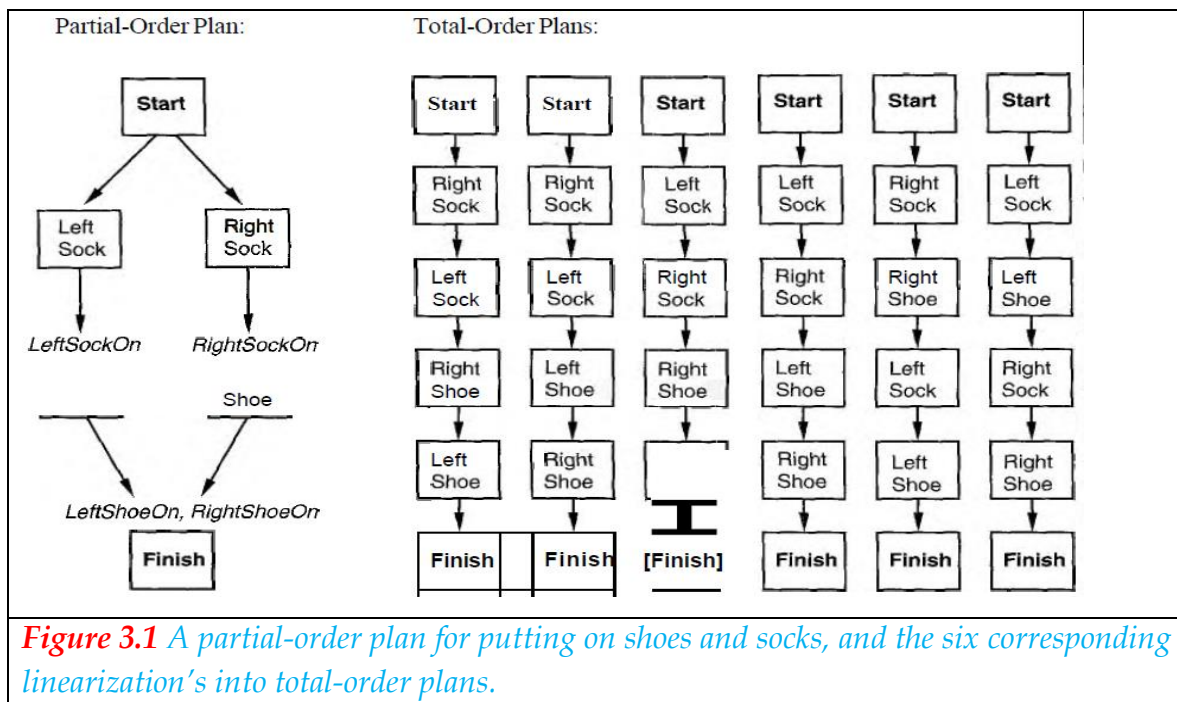 Partial-Order Plan: Total-Order Plans:
Start Start Start Start Start Start Start
Right Right Left Left Right Left
Sock Sock Sock Sock Sock Sock
Left Right
Sock Sock
Left Left Right Right Right Left
Sock Sock Sock Sock Shoe Shoe
LeftSockOn RightSockOn
Right Left Right Left Left Right
Shoe Shoe Shoe Shoe Sock Sock
Shoe
Left Right Right Left Right
Shoe Shoe Shoe Shoe Shoe
LeftShoeOn, RightShoeOn
Finish Finish Finish [Finish] Finish Finish Finish
Figure 3.1 A partial-order plan for putting on shoes and socks, and the six corresponding
linearization's into total-order plans.